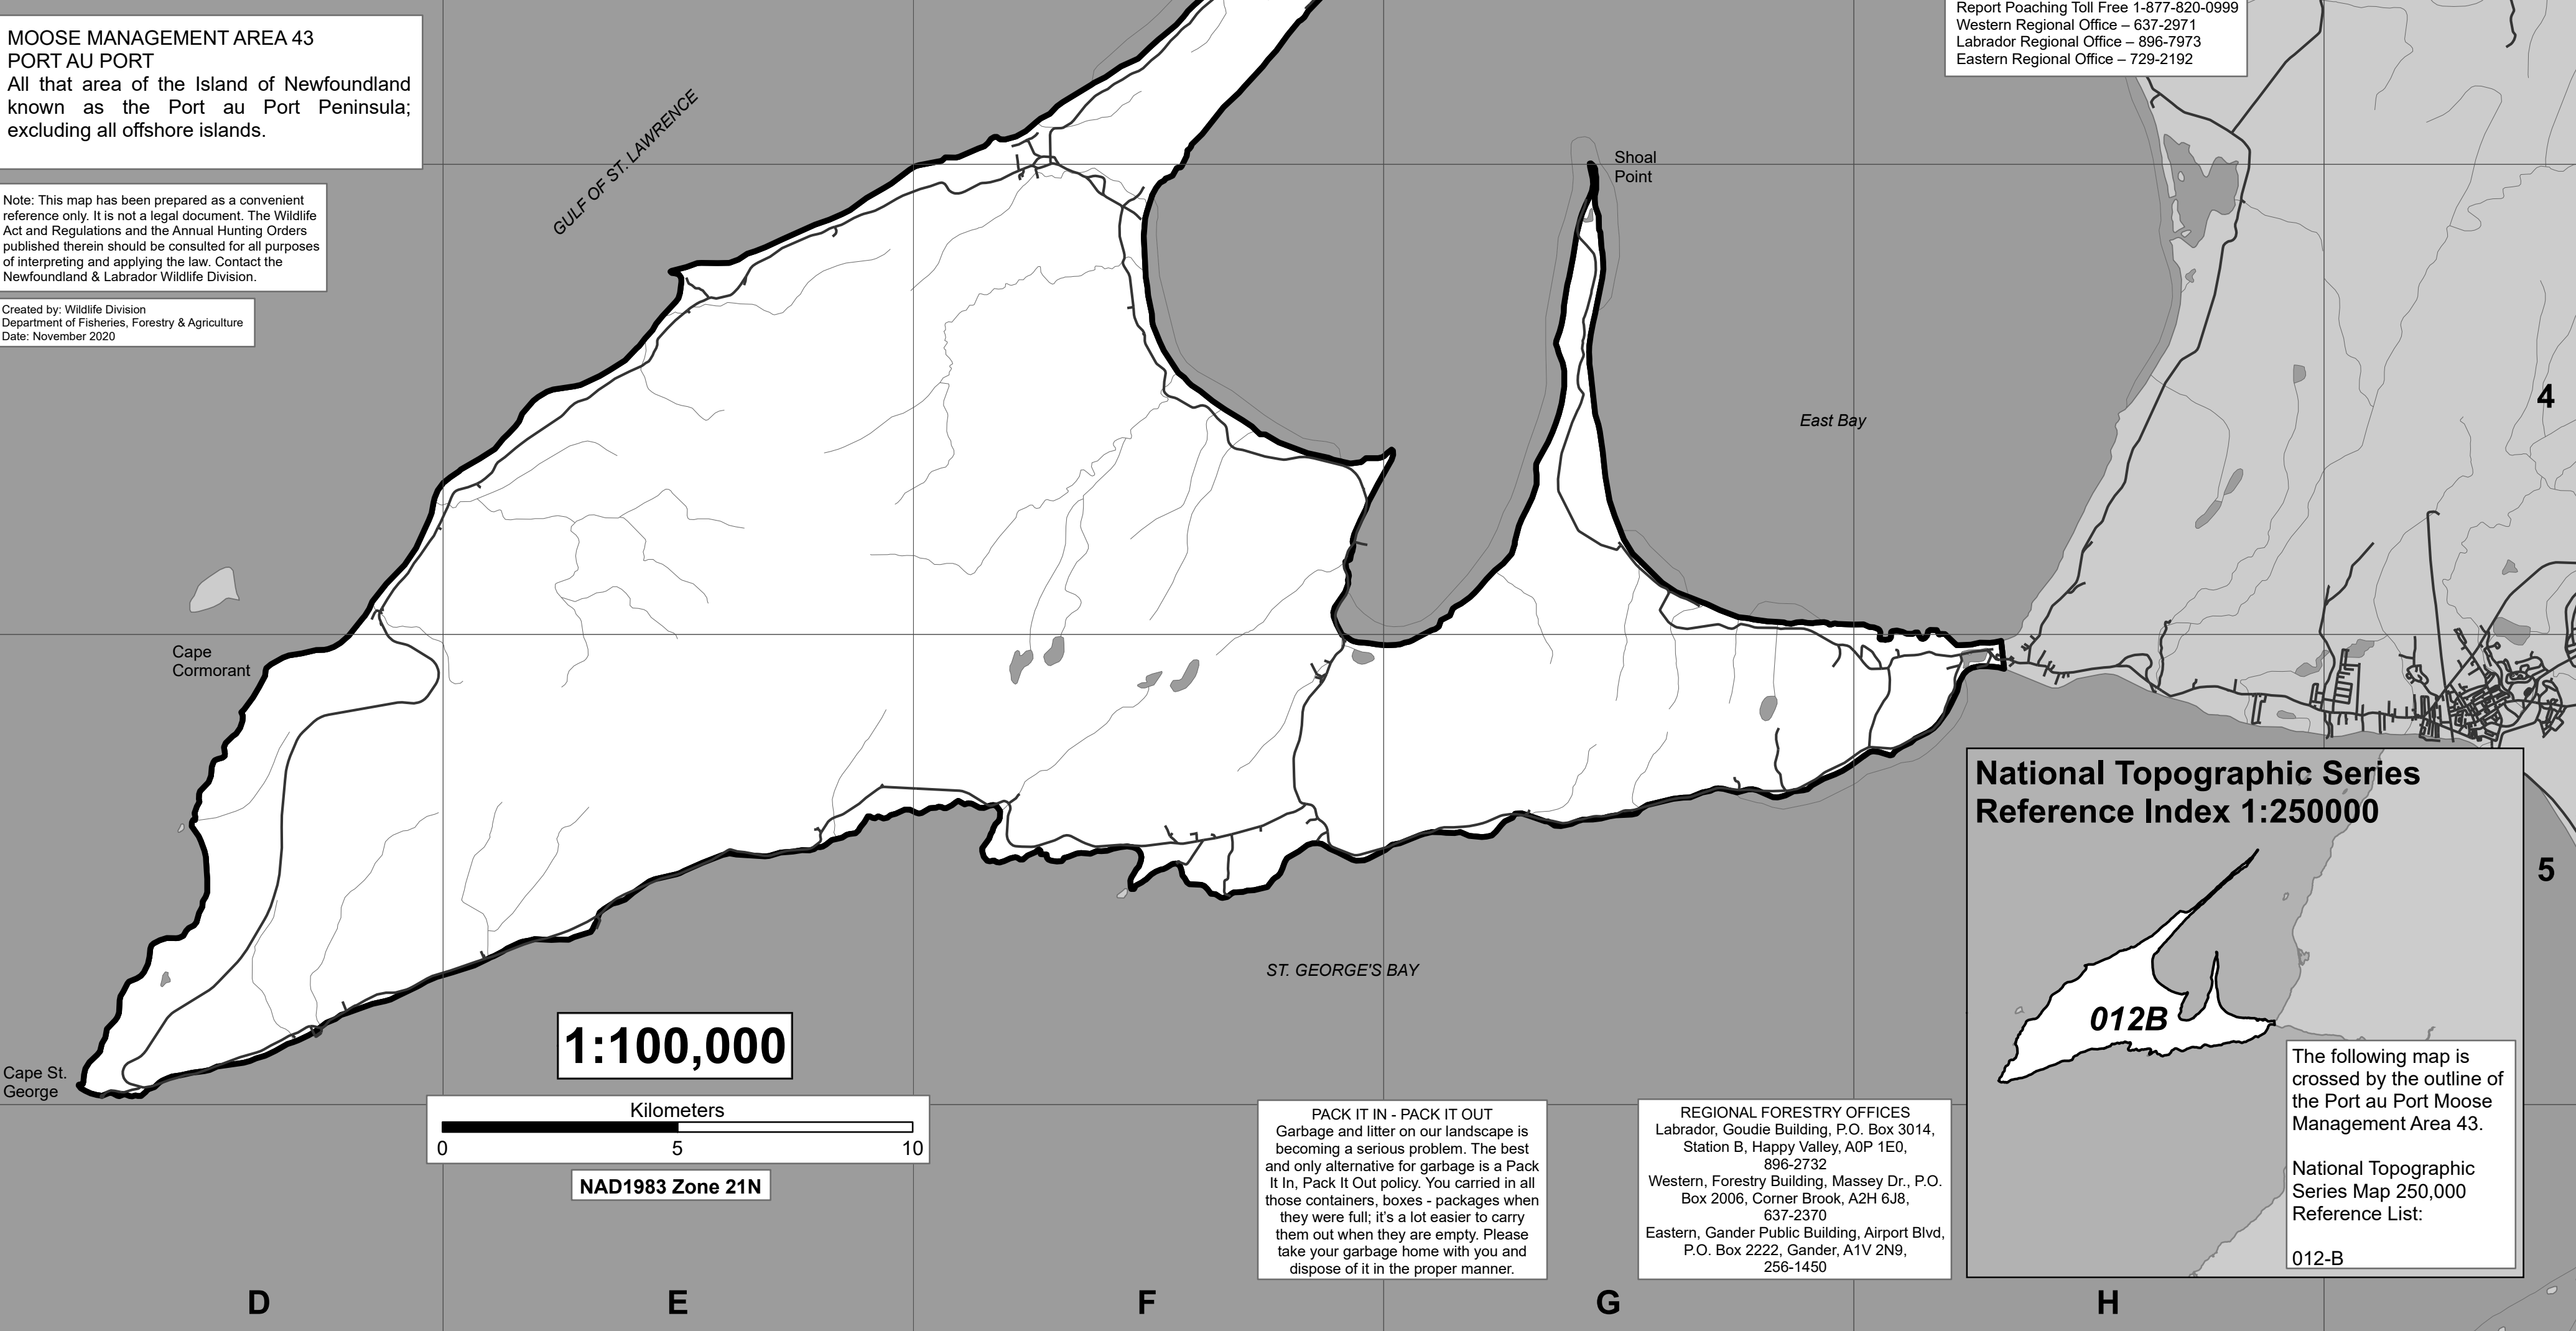 MOOSE MANAGEMENT AREA 43
PORT AU PORT
All that area of the Island of Newfoundland
known as the Port au Port Peninsula;
excluding all offshore islands.
Note: This map has been prepared as a convenient
reference only. It is not a legal document. The Wildlife
Act and Regulations and the Annual Hunting Orders
published therein should be consulted for all purposes
of interpreting and applying the law. Contact the
Newfoundland & Labrador Wildlife Division.
Created by: Wildlife Division
Department of Fisheries, Forestry & Agriculture
Date: November 2020
Report Poaching Toll Free 1-877-820-0999
Western Regional Office – 637-2971
Labrador Regional Office – 896-7973
Eastern Regional Office – 729-2192
GULF OF ST. LAWRENCE
Shoal
Point
East Bay
4
Cape
Cormorant
5
ST. GEORGE'S BAY
Cape St.
George
1:100,000
Kilometers
0 5 10
NAD1983 Zone 21N
PACK IT IN - PACK IT OUT
Garbage and litter on our landscape is
becoming a serious problem. The best
and only alternative for garbage is a Pack
It In, Pack It Out policy. You carried in all
those containers, boxes - packages when
they were full; it's a lot easier to carry
them out when they are empty. Please
take your garbage home with you and
dispose of it in the proper manner.
REGIONAL FORESTRY OFFICES
Labrador, Goudie Building, P.O. Box 3014,
Station B, Happy Valley, A0P 1E0,
896-2732
Western, Forestry Building, Massey Dr., P.O.
Box 2006, Corner Brook, A2H 6J8,
637-2370
Eastern, Gander Public Building, Airport Blvd,
P.O. Box 2222, Gander, A1V 2N9,
256-1450
National Topographic Series
Reference Index 1:250000
012B
The following map is
crossed by the outline of
the Port au Port Moose
Management Area 43.
National Topographic
Series Map 250,000
Reference List:
012-B
D E F G H